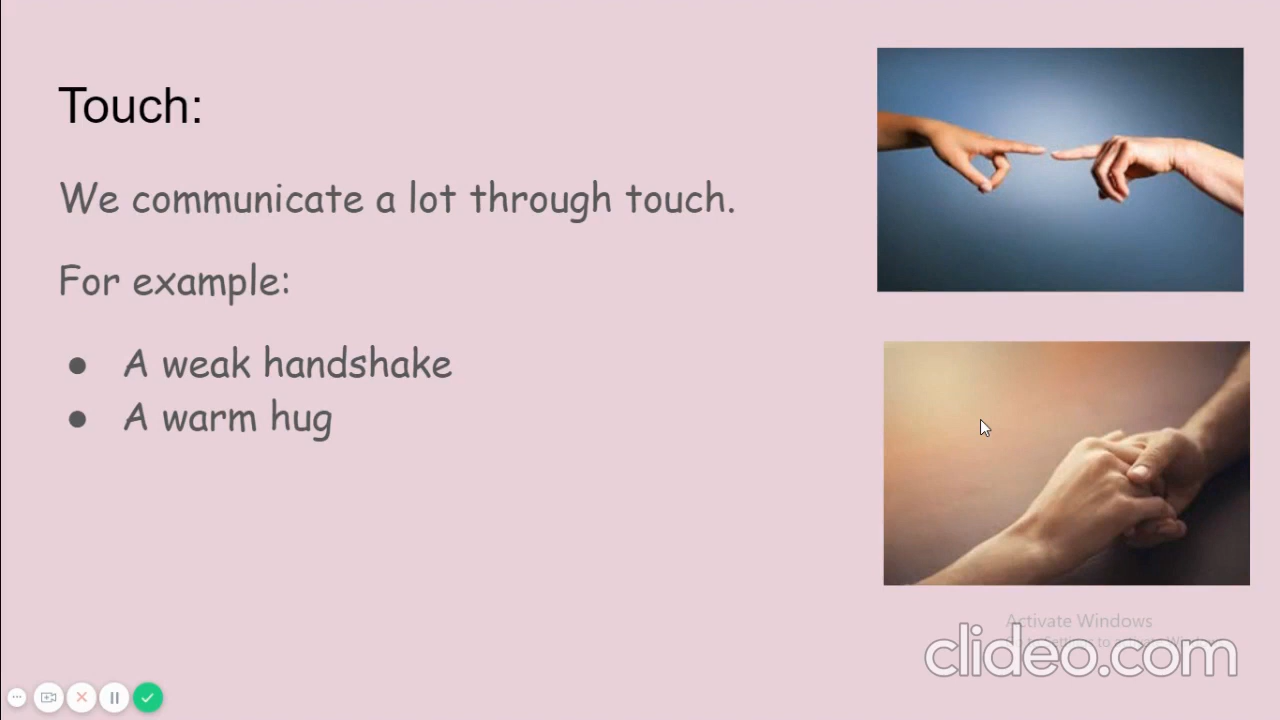 Touch:
We communicate a lot through touch.
For example:
● A weak handshake
● A warm hug
Activate Windows
clideo.com